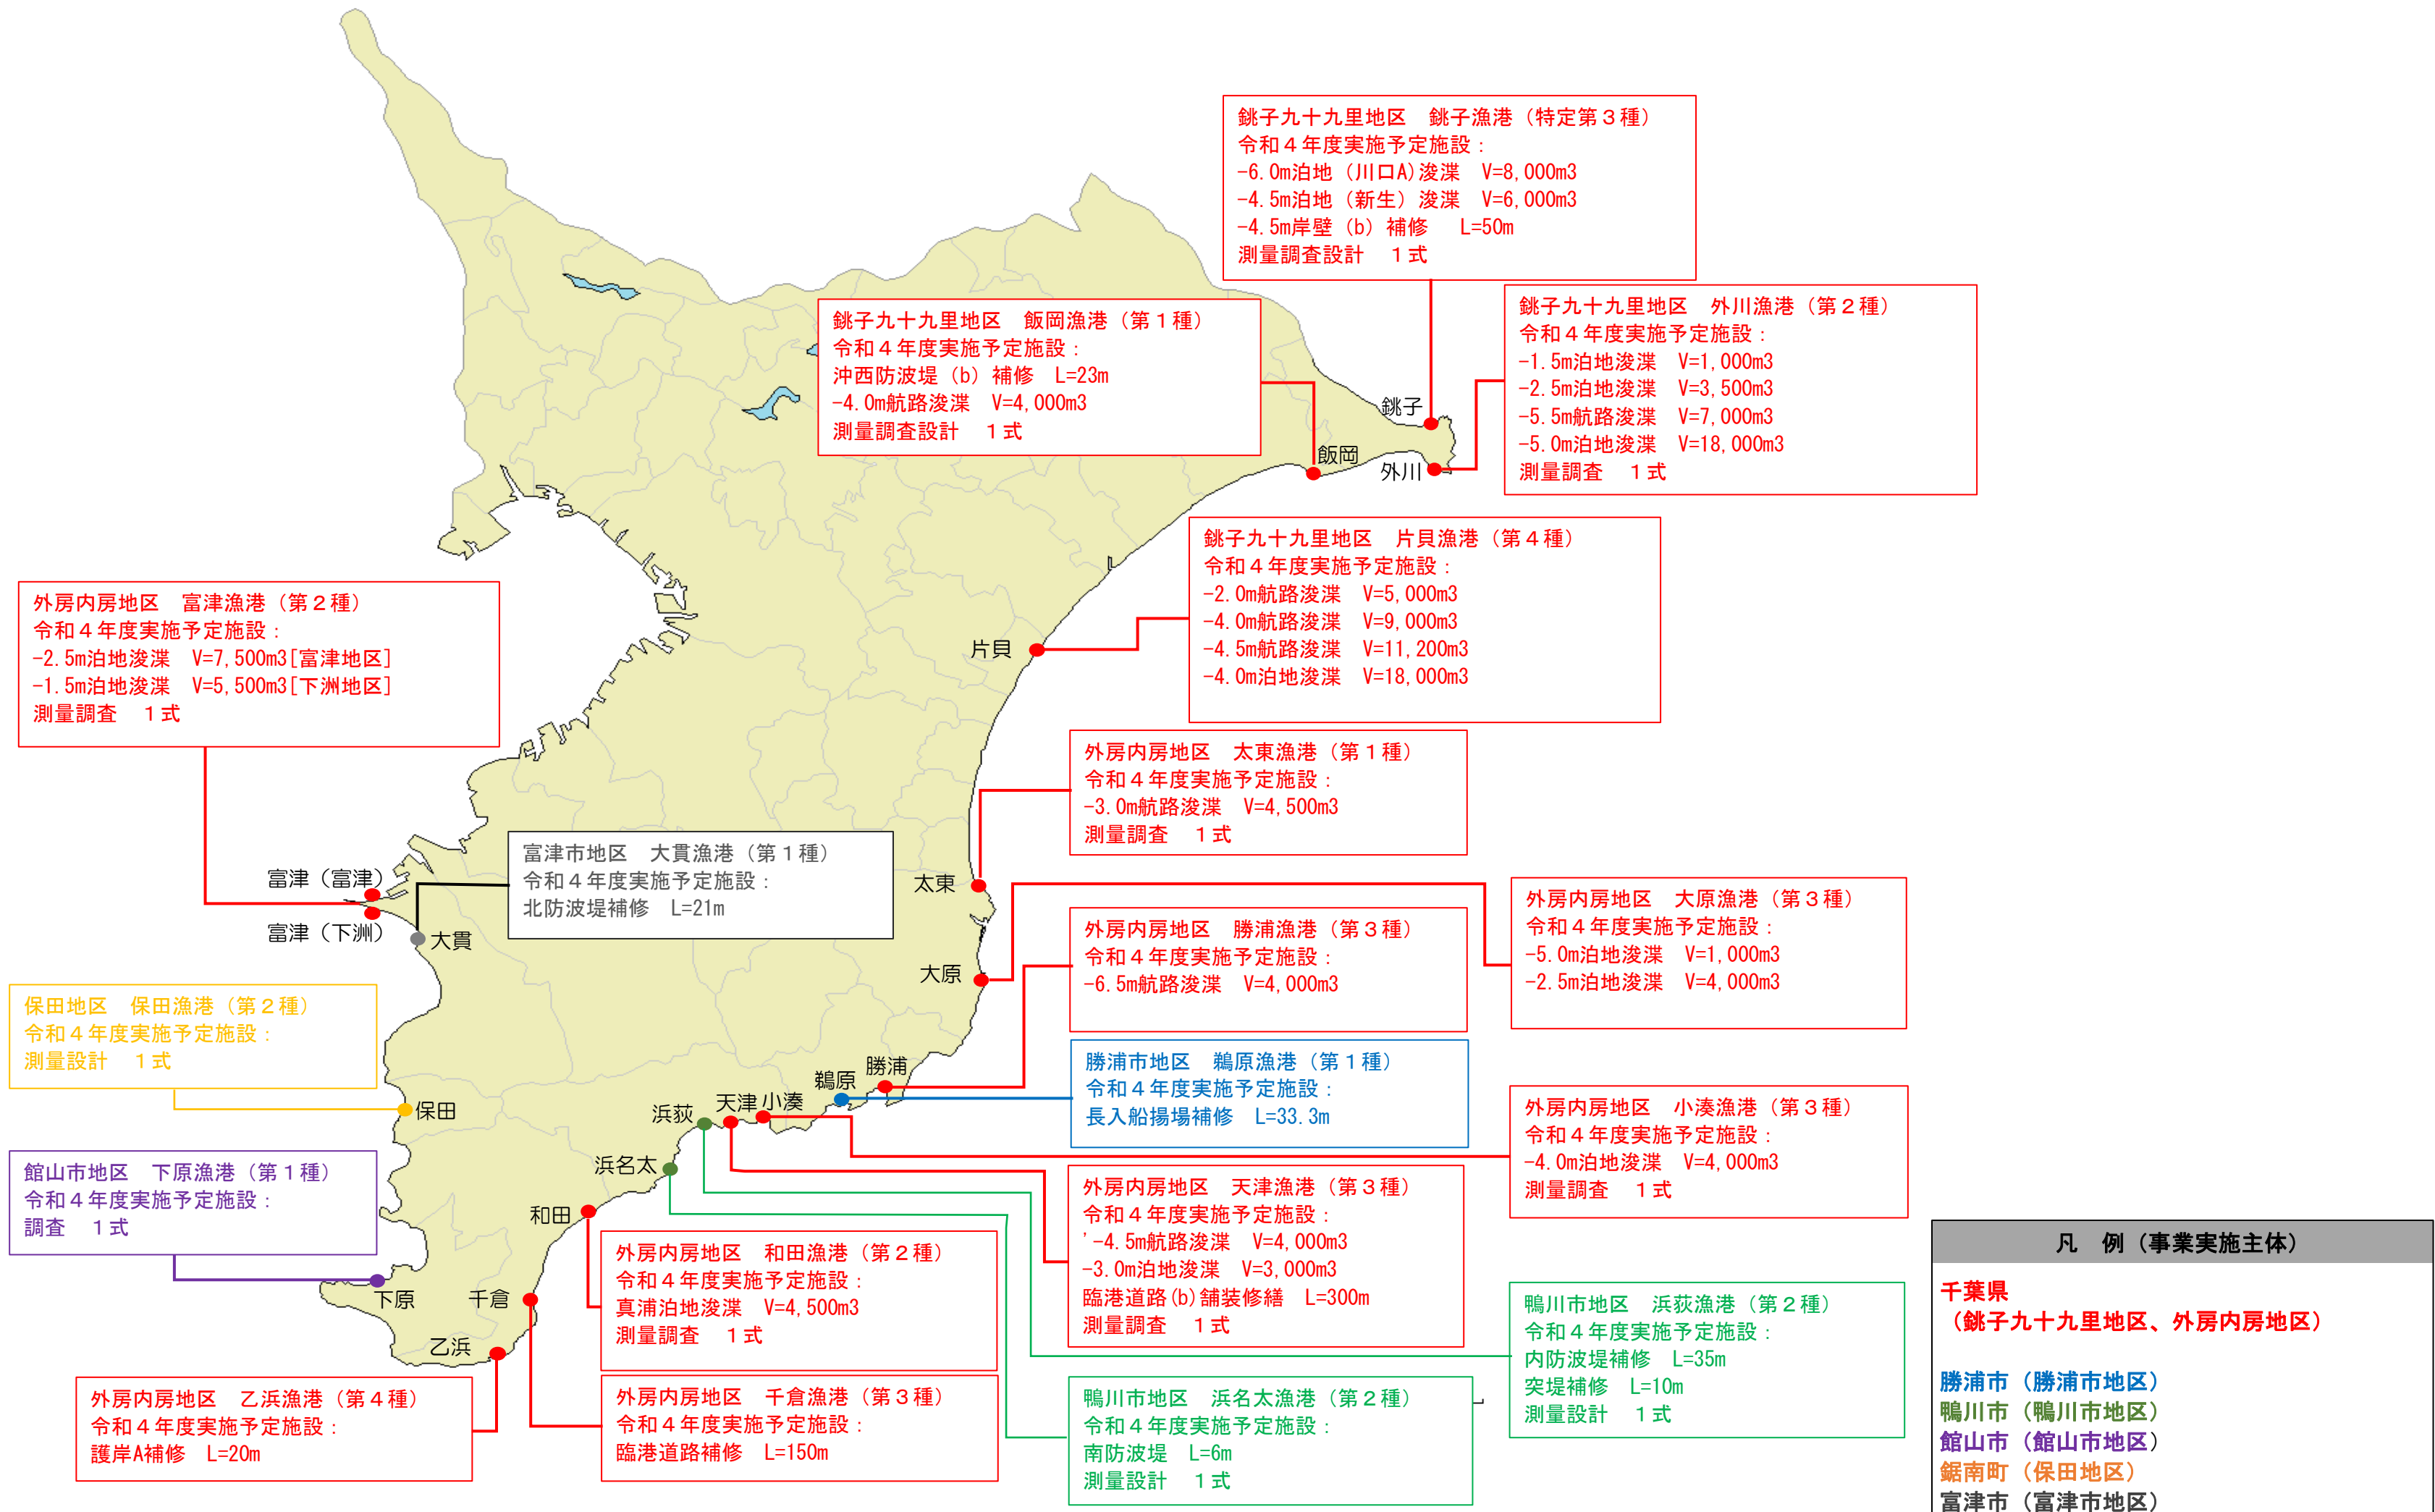 銚子九十九里地区　銚子漁港（特定第３種）
令和４年度実施予定施設：
-6.0m泊地（川口A）浚渫　V=8,000m3
-4.5m泊地（新生）浚渫　V=6,000m3
-4.5m岸壁（b）補修　 L=50m
測量調査設計　１式
銚子九十九里地区　飯岡漁港（第１種）
令和４年度実施予定施設：
沖西防波堤（b）補修　L=23m
-4.0m航路浚渫　V=4,000m3
測量調査設計　１式
銚子九十九里地区　外川漁港（第２種）
令和４年度実施予定施設：
-1.5m泊地浚渫　V=1,000m3
-2.5m泊地浚渫　V=3,500m3
-5.5m航路浚渫　V=7,000m3
-5.0m泊地浚渫　V=18,000m3
測量調査　１式
銚子
飯岡
外川
銚子九十九里地区　片貝漁港（第４種）
令和４年度実施予定施設：
-2.0m航路浚渫　V=5,000m3
-4.0m航路浚渫　V=9,000m3
-4.5m航路浚渫　V=11,200m3
-4.0m泊地浚渫　V=18,000m3
片貝
外房内房地区　富津漁港（第２種）
令和４年度実施予定施設：
-2.5m泊地浚渫　V=7,500m3[富津地区]
-1.5m泊地浚渫　V=5,500m3[下洲地区]
測量調査　１式
外房内房地区　太東漁港（第１種）
令和４年度実施予定施設：
-3.0m航路浚渫　V=4,500m3
測量調査　１式
富津市地区　大貫漁港（第１種）
令和４年度実施予定施設：
北防波堤補修　L=21m
富津（富津）
富津（下洲）
大貫
太東
大原
外房内房地区　勝浦漁港（第３種）
令和４年度実施予定施設：
-6.5m航路浚渫　V=4,000m3
外房内房地区　大原漁港（第３種）
令和４年度実施予定施設：
-5.0m泊地浚渫　V=1,000m3
-2.5m泊地浚渫　V=4,000m3
保田地区　保田漁港（第２種）
令和４年度実施予定施設：
測量設計　１式
保田
勝浦市地区　鵜原漁港（第１種）
令和４年度実施予定施設：
長入船揚場補修　L=33.3m
勝浦
鵜原
小湊
天津
浜荻
浜名太
和田
外房内房地区　小湊漁港（第３種）
令和４年度実施予定施設：
-4.0m泊地浚渫　V=4,000m3
測量調査　１式
館山市地区　下原漁港（第１種）
令和４年度実施予定施設：
調査　１式
下原
千倉
乙浜
外房内房地区　天津漁港（第３種）
令和４年度実施予定施設：
'-4.5m航路浚渫　V=4,000m3
-3.0m泊地浚渫　V=3,000m3
臨港道路(b)舗装修繕　L=300m
測量調査　１式
外房内房地区　和田漁港（第２種）
令和４年度実施予定施設：
真浦泊地浚渫　V=4,500m3
測量調査　１式
鴨川市地区　浜荻漁港（第２種）
令和４年度実施予定施設：
内防波堤補修　L=35m
突堤補修　L=10m
測量設計　１式
外房内房地区　乙浜漁港（第４種）
令和４年度実施予定施設：
護岸A補修　L=20m
外房内房地区　千倉漁港（第３種）
令和４年度実施予定施設：
臨港道路補修　L=150m
鴨川市地区　浜名太漁港（第２種）
令和４年度実施予定施設：
南防波堤　L=6m
測量設計　１式
凡　例（事業実施主体）
千葉県
（銚子九十九里地区、外房内房地区）
勝浦市（勝浦市地区）
鴨川市（鴨川市地区）
館山市（館山市地区）
鋸南町（保田地区）
富津市（富津市地区）